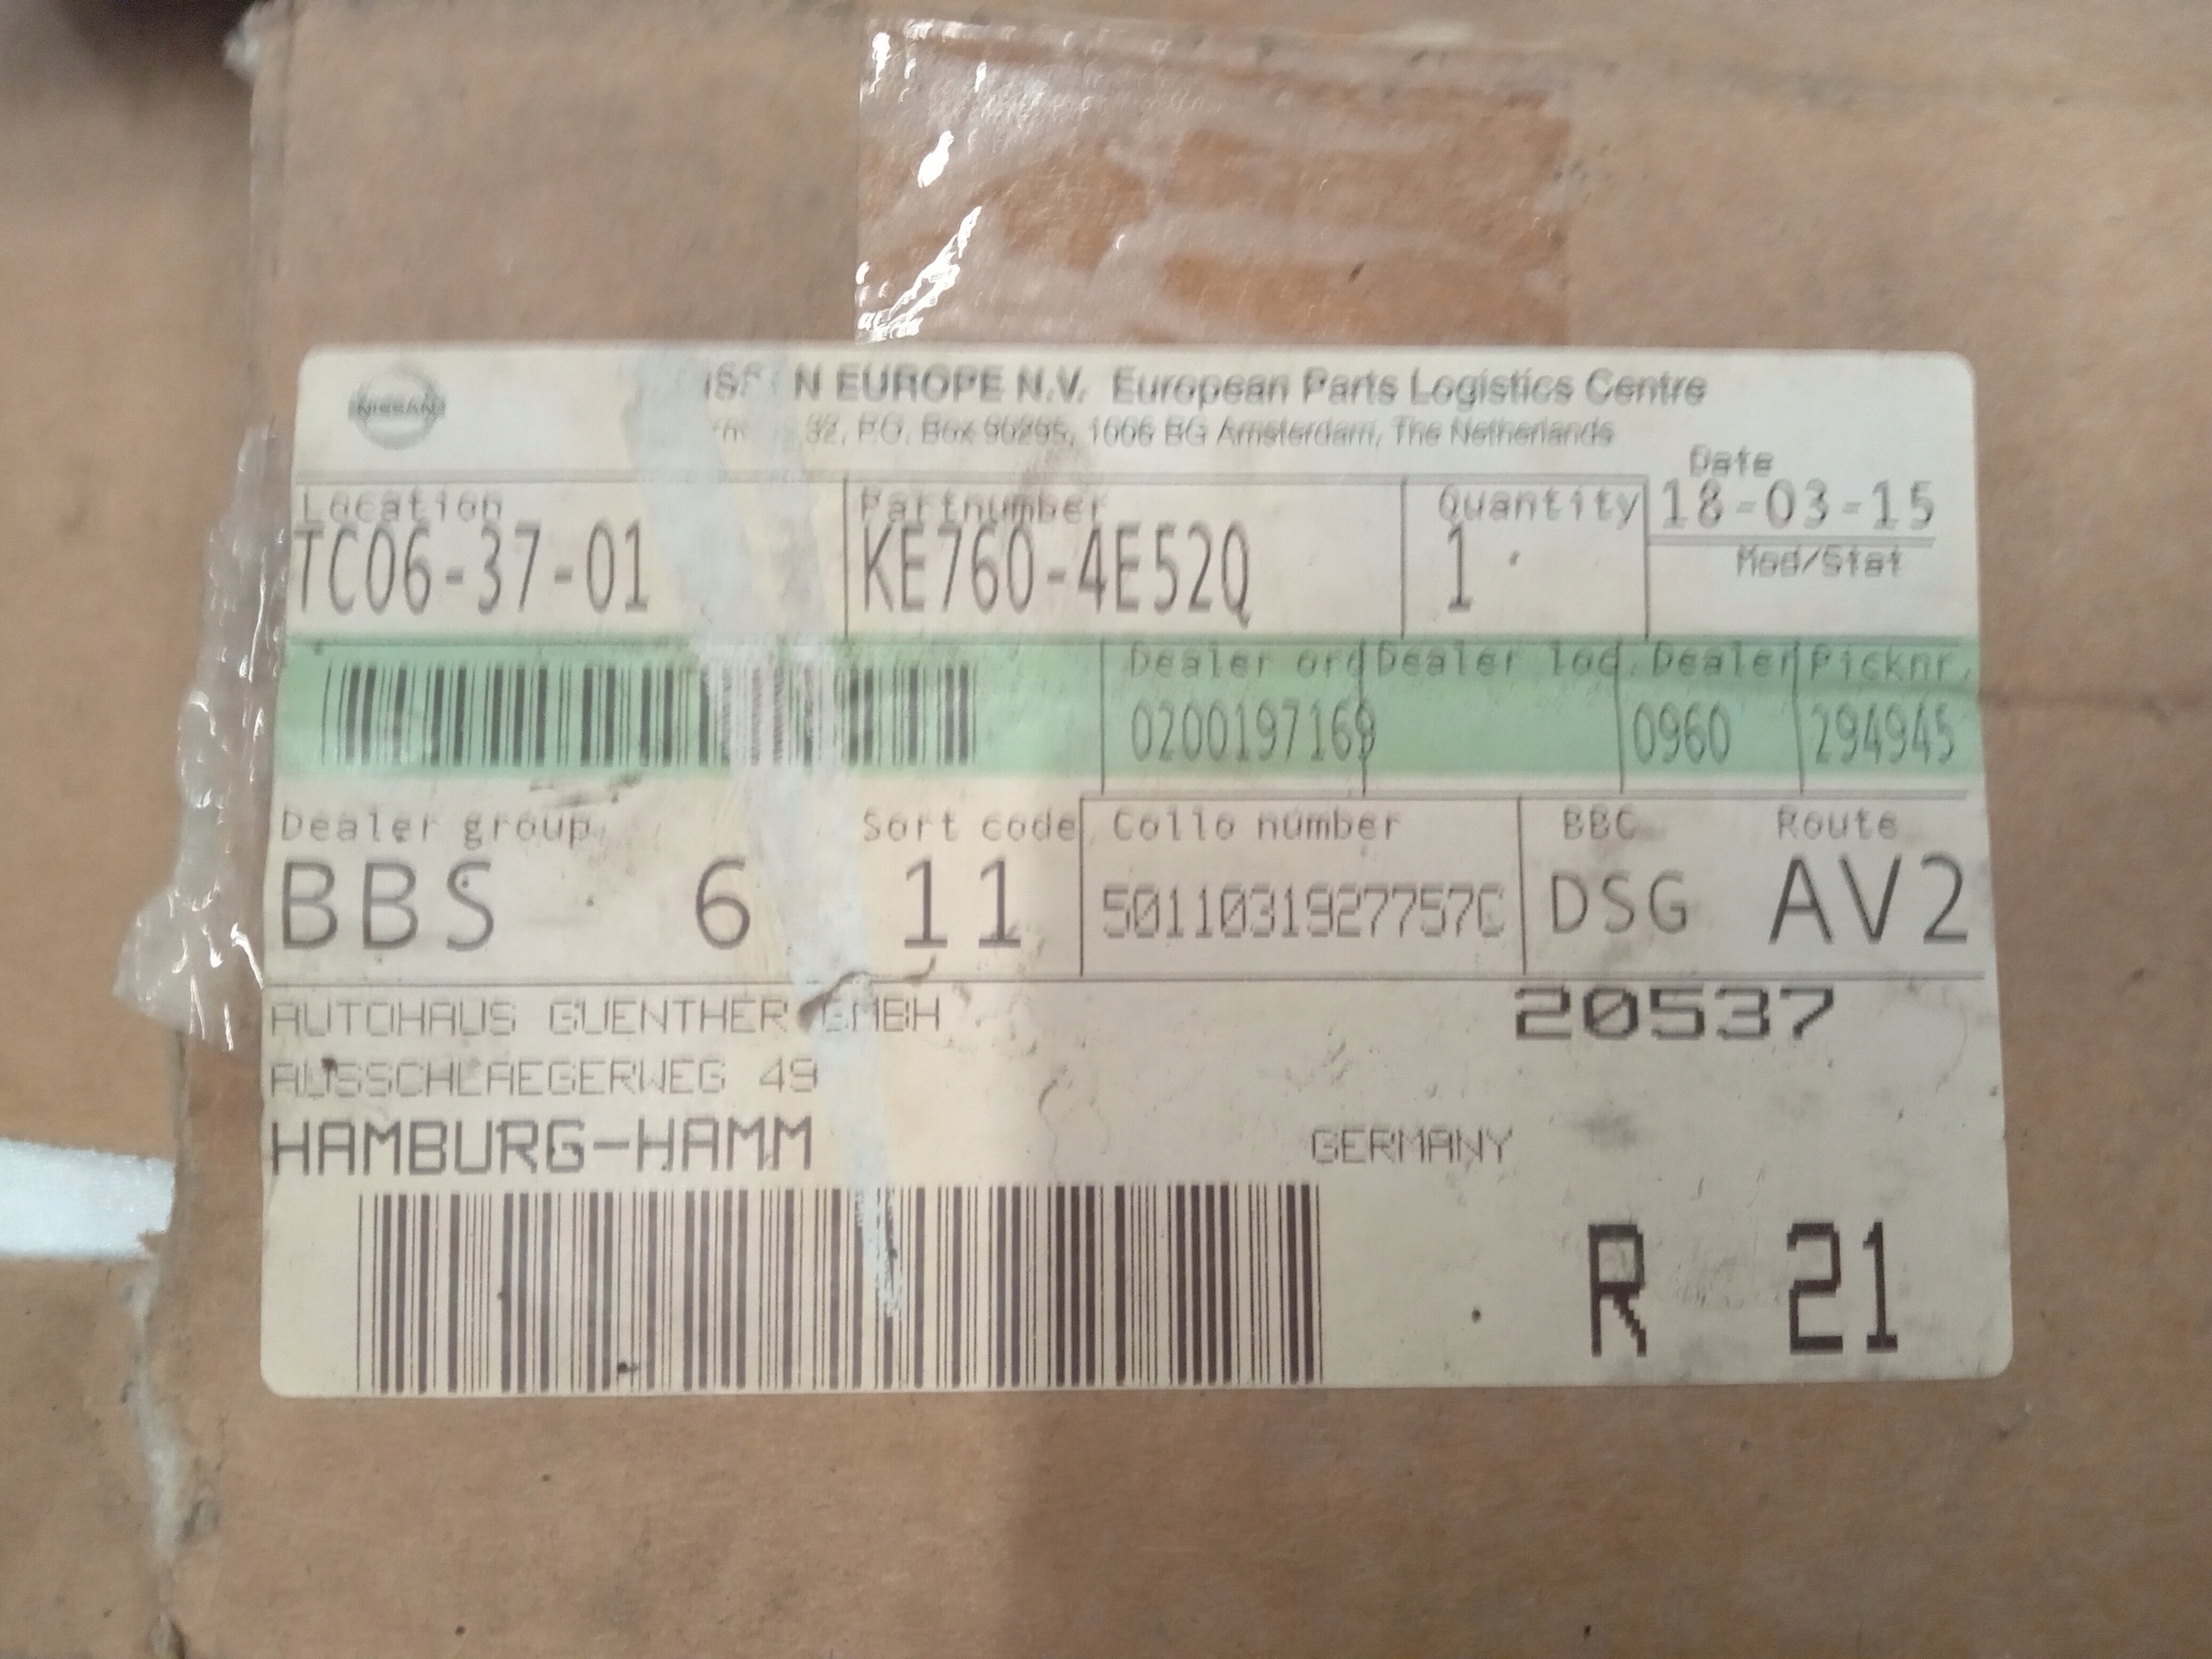 NISSAN
N EUROPE N.V. European Parts Logistics Centre
32, P.O. Box 90295, 1006 BG Amsterdam, The Netherlands
Location Partnumber Quantity Date
TC06-37-01 KE760-4E52Q 1 18-03-15
Mod/Stat
Dealer ord Dealer loc. Dealer Picknr.
0200197169 0960 294945
Dealer group Sort code Collo number BBC Route
BBS 6 11 5011031927757C DSG AV2
AUTOHAUS GUENTHER GMBH 20537
AUSSCHLAEGERWEG 49
HAMBURG-HAMM GERMANY
R 21